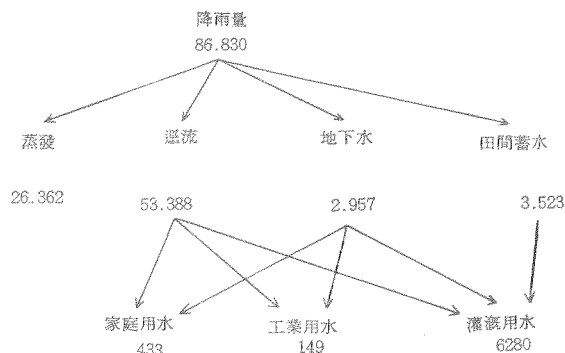 降雨量
86.830
蒸發 逕流 地下水 田間蓄水
26.362 53.388 2.957 3.523
家庭用水 工業用水 灌溉用水
433 149 6280